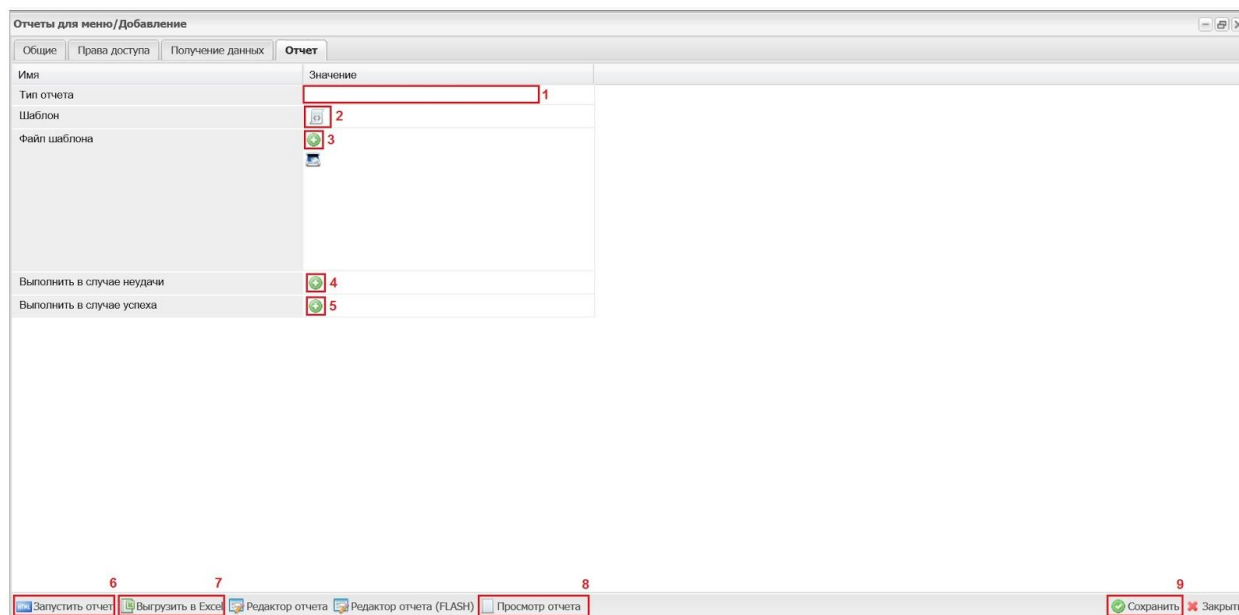 Отчеты для меню/Добавление
Общие Права доступа Получение данных Отчет
Имя Значение
Тип отчета 1
Шаблон 2
Файл шаблона 3
Выполнить в случае неудачи 4
Выполнить в случае успеха 5
6 7 8 9
Запустить отчет Выгрузить в Excel Редактор отчета Редактор отчета (FLASH) Просмотр отчета Сохранить Закрыть